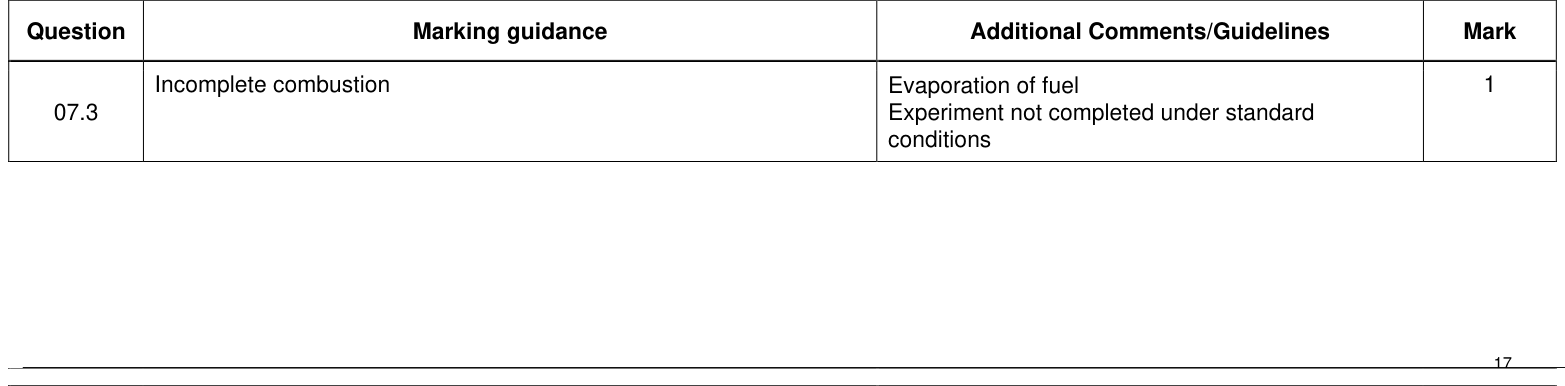 Question Marking guidance Additional Comments/Guidelines Mark
07.3 Incomplete combustion Evaporation of fuel 1
Experiment not completed under standard
conditions
17